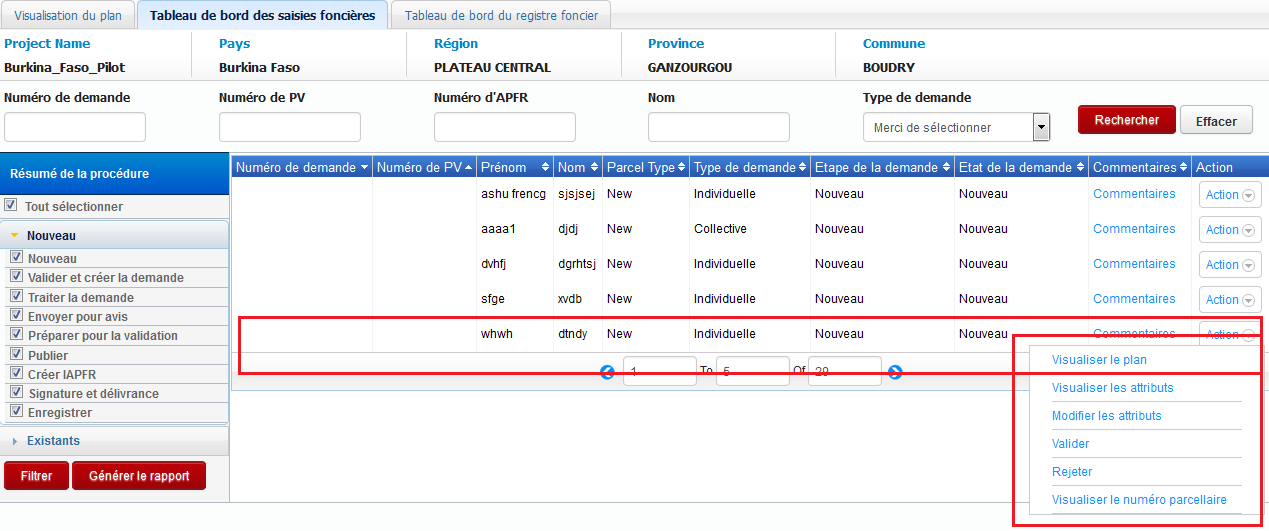 Visualisation du plan Tableau de bord des saisies foncières Tableau de bord du registre foncier
Project Name Pays Région Province Commune
Burkina_Faso_Pilot Burkina Faso PLATEAU CENTRAL GANZOURGOU BOUDRY
Numéro de demande Numéro de PV Numéro d'APFR Nom Type de demande
Merci de sélectionner Rechercher Effacer
Résumé de la procédure
Tout sélectionner
Nouveau
Nouveau
Valider et créer la demande
Traiter la demande
Envoyer pour avis
Préparer pour la validation
Publier
Créer lAPFR
Signature et délivrance
Enregistrer
Existants
Filtrer Générer le rapport
Numéro de demande Numéro de PV Prénom Nom Parcel Type Type de demande Etape de la demande Etat de la demande Commentaires Action
ashu frencg sjsjsej New Individuelle Nouveau Nouveau Commentaires Action
aaaa1 djdj New Collective Nouveau Nouveau Commentaires Action
dvhfj dgrhtsj New Individuelle Nouveau Nouveau Commentaires Action
sfge xvdb New Individuelle Nouveau Nouveau Commentaires Action
whwh dtndy New Individuelle Nouveau Nouveau Commentaires Action
1 To 5 Of 29
Visualiser le plan
Visualiser les attributs
Modifier les attributs
Valider
Rejeter
Visualiser le numéro parcellaire